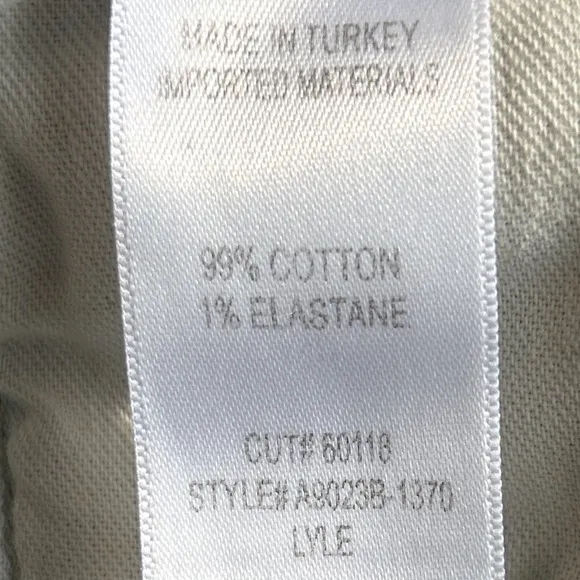 MADE IN TURKEY
IMPORTED MATERIALS
99% COTTON
1% ELASTANE
CUT# 60118
STYLE# A9023B-1370
LYLE